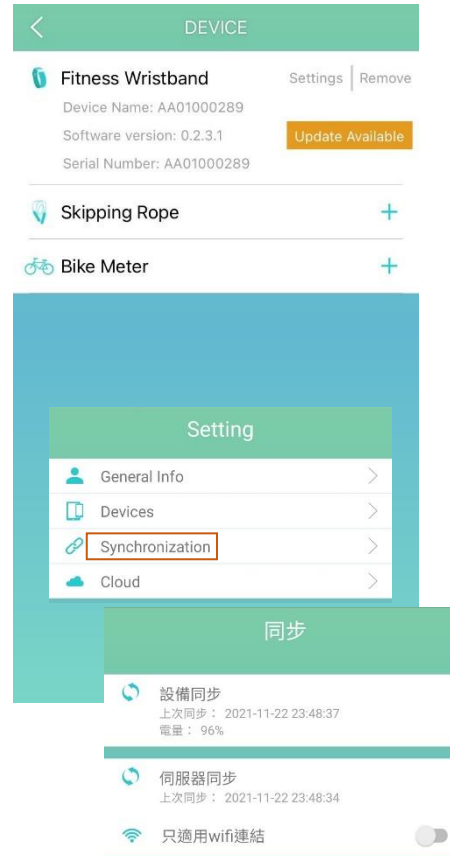 DEVICE
Fitness Wristband Settings Remove
Device Name: AA01000289
Software version: 0.2.3.1 Update Available
Serial Number: AA01000289
Skipping Rope
Bike Meter
Setting
General Info
Devices
Synchronization
Cloud
同步
設備同步
上次同步： 2021-11-22 23:48:37
電量： 96%
伺服器同步
上次同步： 2021-11-22 23:48:34
只適用wifi連結